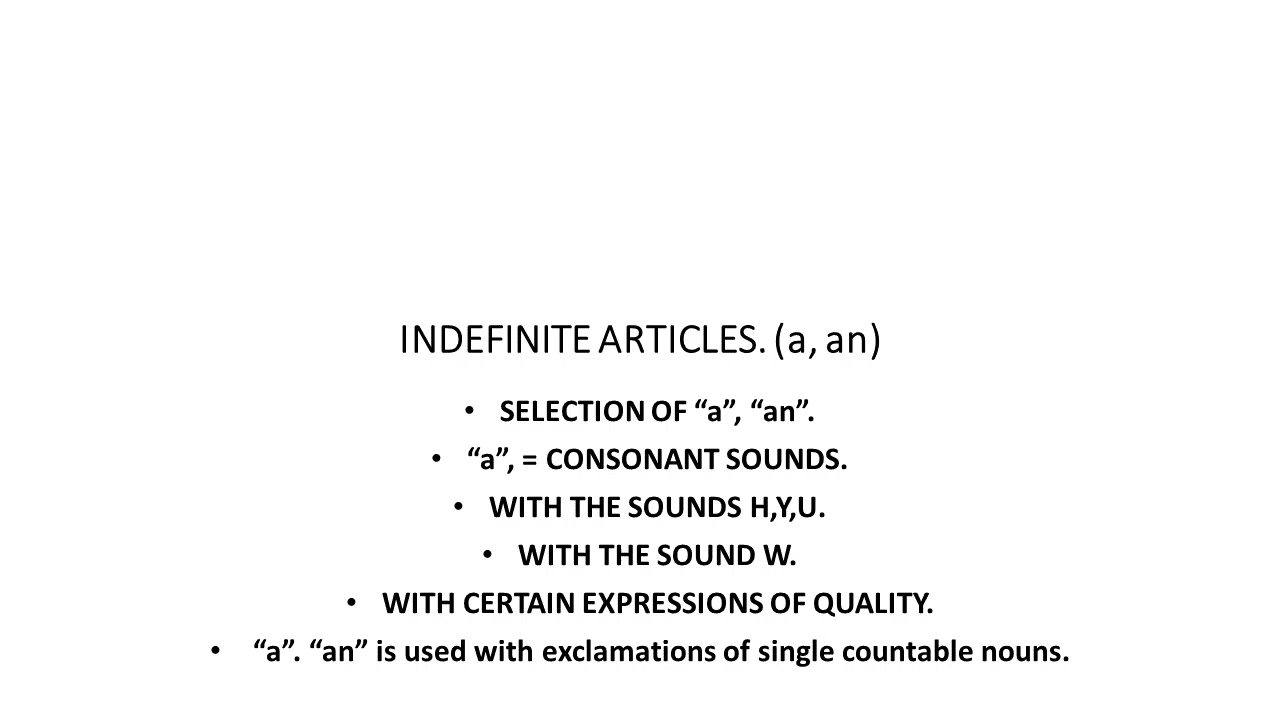 INDEFINITE ARTICLES. (a, an)
• SELECTION OF “a”, “an”.
• “a”, = CONSONANT SOUNDS.
• WITH THE SOUNDS H,Y,U.
• WITH THE SOUND W.
• WITH CERTAIN EXPRESSIONS OF QUALITY.
• “a”. “an” is used with exclamations of single countable nouns.